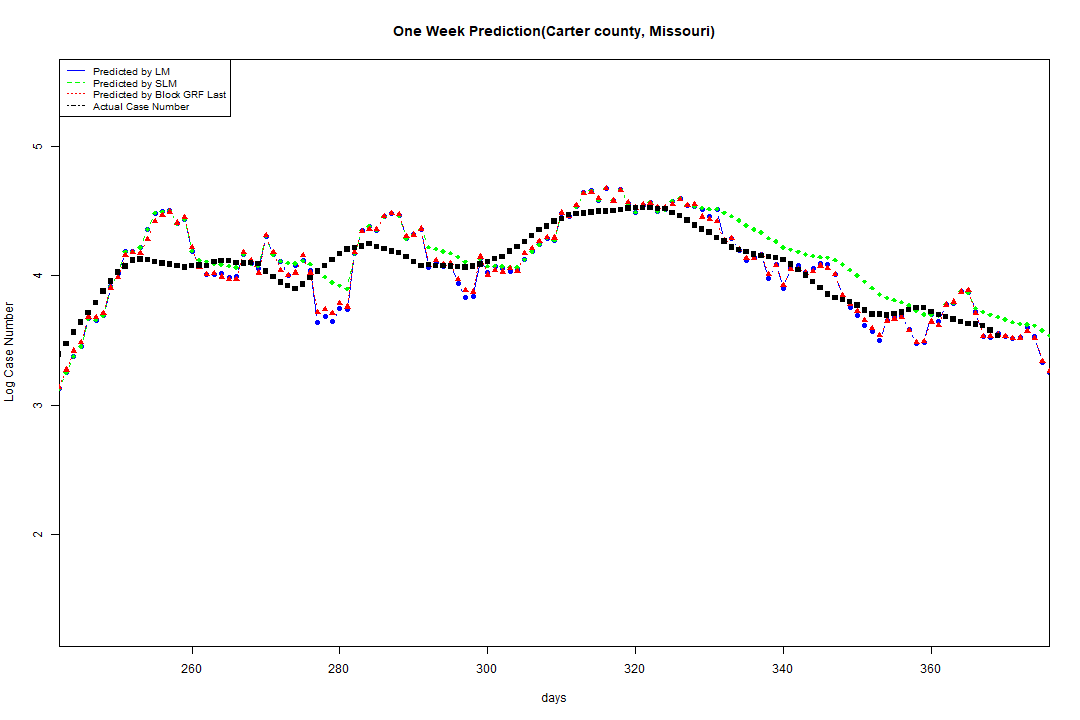 One Week Prediction(Carter county, Missouri)
Predicted by LM
Predicted by SLM
Predicted by Block GRF Last
Actual Case Number
5
4
3
2
Log Case Number
260 280 300 320 340 360
days